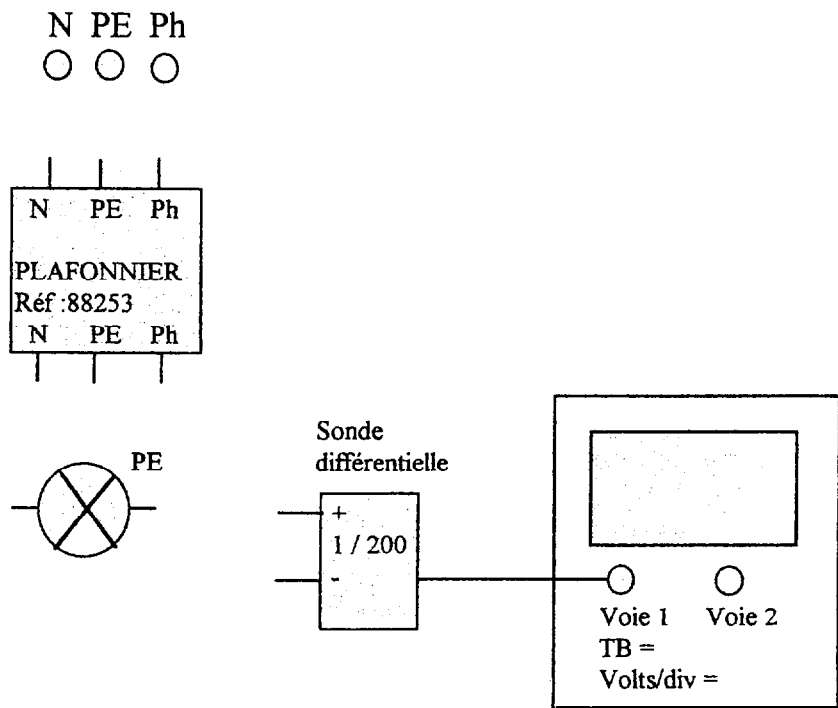 N PE Ph
N PE Ph
PLAFONNIER
Réf :88253
N PE Ph
PE
Sonde
différentielle
+
1 / 200
-
Voie 1 Voie 2
TB =
Volts/div =